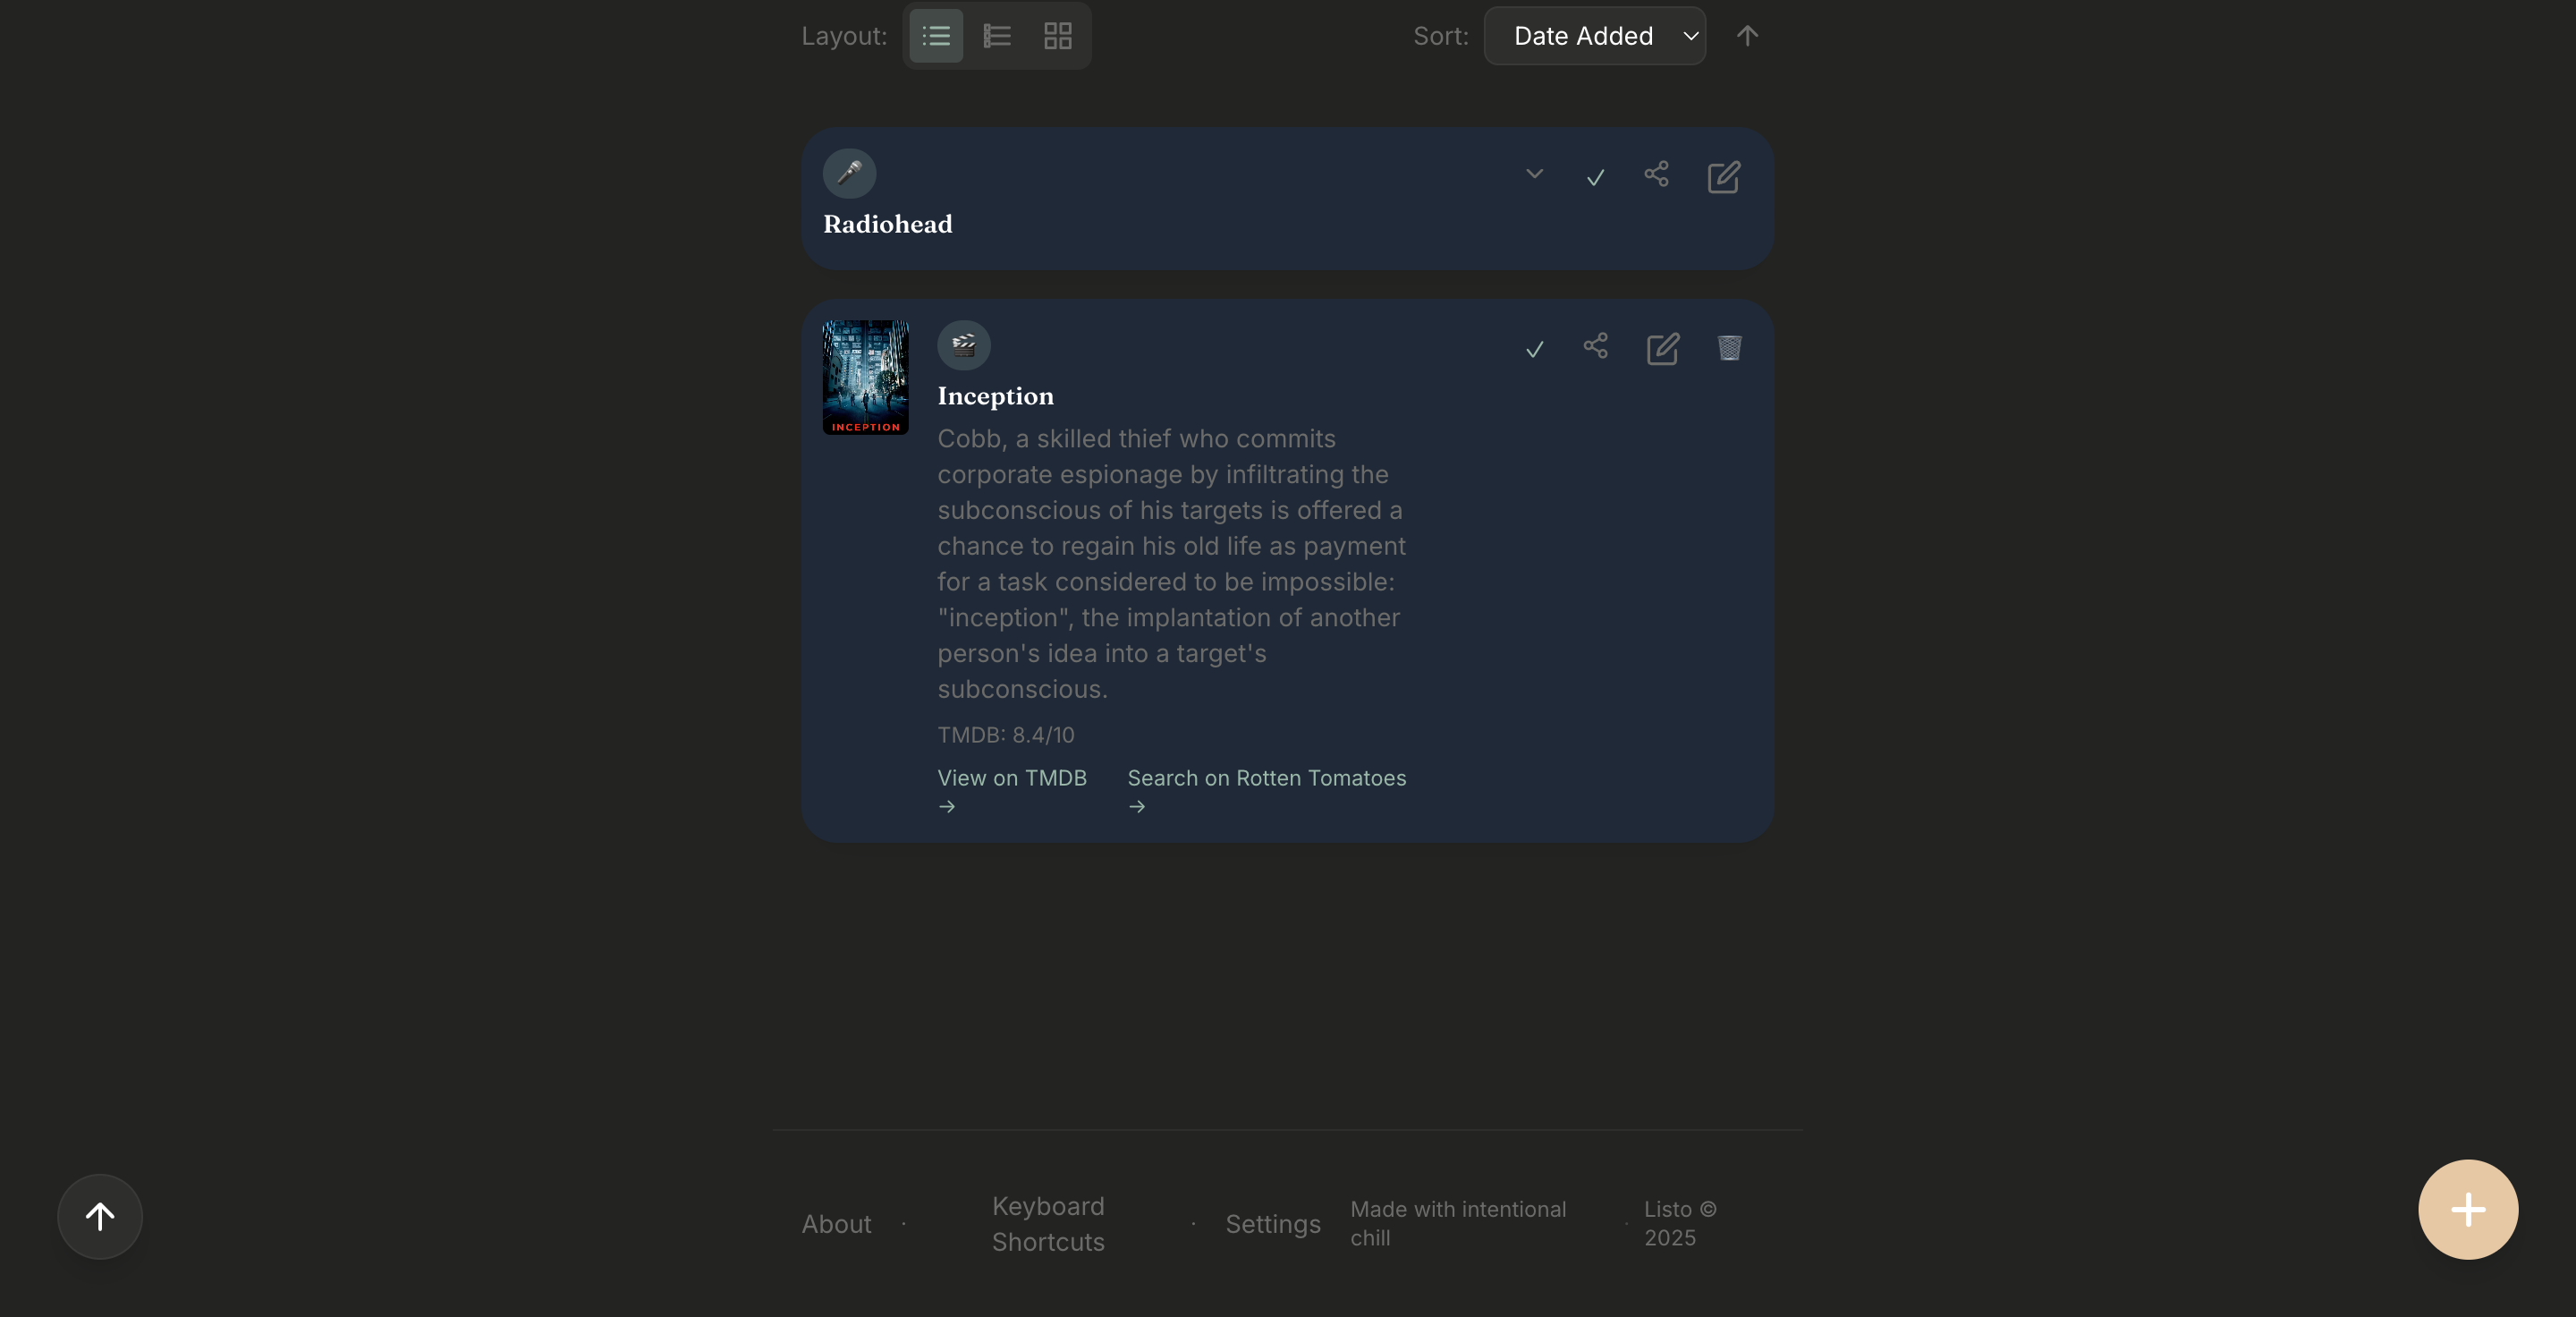 Layout:
Sort: Date Added
Radiohead
INCEPTION
Inception
Cobb, a skilled thief who commits
corporate espionage by infiltrating the
subconscious of his targets is offered a
chance to regain his old life as payment
for a task considered to be impossible:
"inception", the implantation of another
person's idea into a target's
subconscious.
TMDB: 8.4/10
View on TMDB →
Search on Rotten Tomatoes →
About ·
Keyboard
Shortcuts
· Settings
Made with intentional
chill
· Listo ©
2025